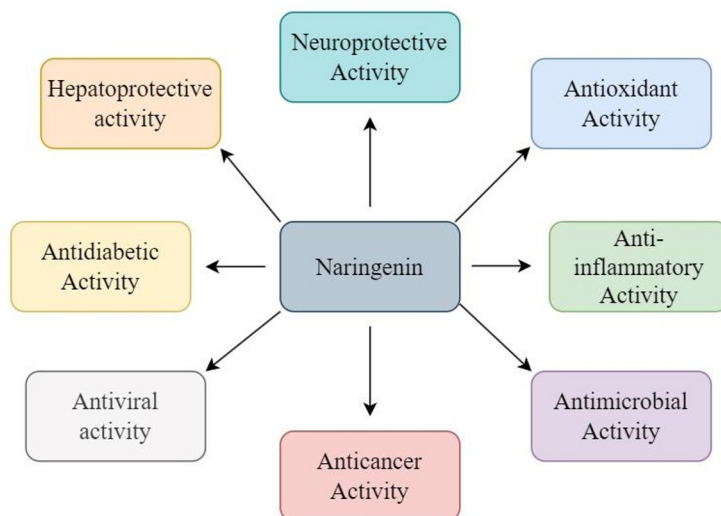 Neuroprotective
Activity
Hepatoprotective
activity
Antioxidant
Activity
Antidiabetic
Activity
Naringenin
Anti-
inflammatory
Activity
Antiviral
activity
Antimicrobial
Activity
Anticancer
Activity